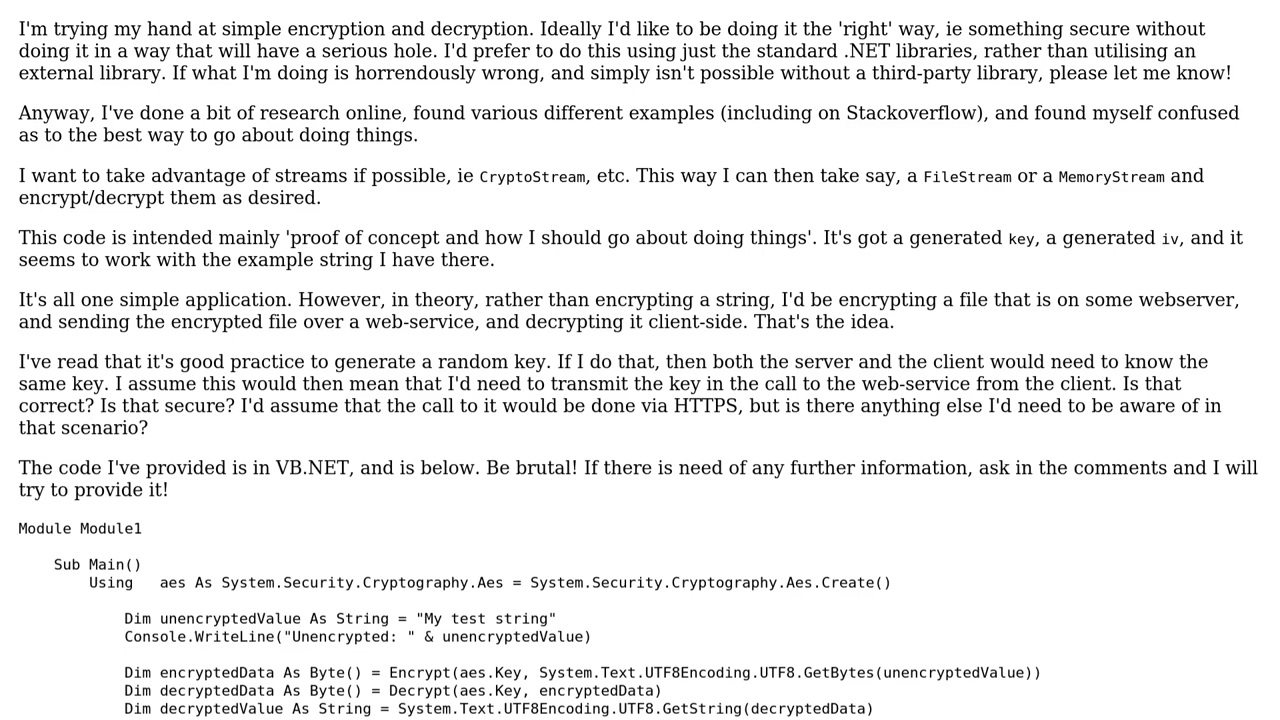 I'm trying my hand at simple encryption and decryption. Ideally I'd like to be doing it the 'right' way, ie something secure without
doing it in a way that will have a serious hole. I'd prefer to do this using just the standard .NET libraries, rather than utilising an
external library. If what I'm doing is horrendously wrong, and simply isn't possible without a third-party library, please let me know!
Anyway, I've done a bit of research online, found various different examples (including on Stackoverflow), and found myself confused
as to the best way to go about doing things.
I want to take advantage of streams if possible, ie CryptoStream, etc. This way I can then take say, a FileStream or a MemoryStream and
encrypt/decrypt them as desired.
This code is intended mainly 'proof of concept and how I should go about doing things'. It's got a generated key, a generated iv, and it
seems to work with the example string I have there.
It's all one simple application. However, in theory, rather than encrypting a string, I'd be encrypting a file that is on some webserver,
and sending the encrypted file over a web-service, and decrypting it client-side. That's the idea.
I've read that it's good practice to generate a random key. If I do that, then both the server and the client would need to know the
same key. I assume this would then mean that I'd need to transmit the key in the call to the web-service from the client. Is that
correct? Is that secure? I'd assume that the call to it would be done via HTTPS, but is there anything else I'd need to be aware of in
that scenario?
The code I've provided is in VB.NET, and is below. Be brutal! If there is need of any further information, ask in the comments and I will
try to provide it!
Module Module1
    Sub Main()
        Using   aes As System.Security.Cryptography.Aes = System.Security.Cryptography.Aes.Create()
            Dim unencryptedValue As String = "My test string"
            Console.WriteLine("Unencrypted: " & unencryptedValue)
            Dim encryptedData As Byte() = Encrypt(aes.Key, System.Text.UTF8Encoding.UTF8.GetBytes(unencryptedValue))
            Dim decryptedData As Byte() = Decrypt(aes.Key, encryptedData)
            Dim decryptedValue As String = System.Text.UTF8Encoding.UTF8.GetString(decryptedData)